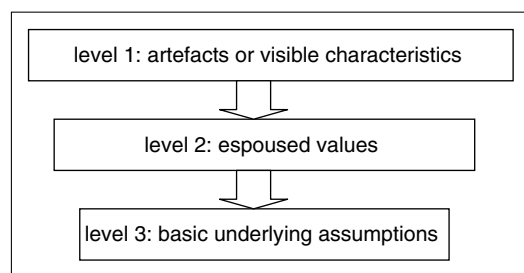 level 1: artefacts or visible characteristics
level 2: espoused values
level 3: basic underlying assumptions